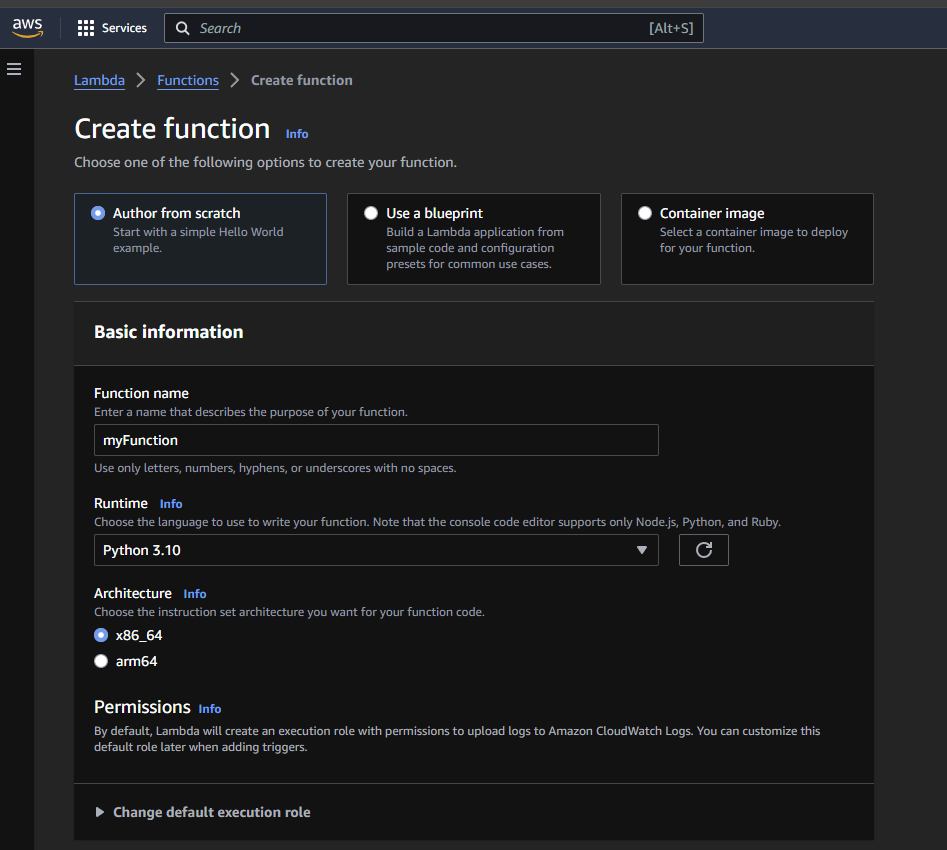 aws
Services
Search [Alt+S]
Lambda Functions Create function
Create function Info
Choose one of the following options to create your function.
Author from scratch
Start with a simple Hello World
example.
Use a blueprint
Build a Lambda application from
sample code and configuration
presets for common use cases.
Container image
Select a container image to deploy
for your function.
Basic information
Function name
Enter a name that describes the purpose of your function.
myFunction
Use only letters, numbers, hyphens, or underscores with no spaces.
Runtime Info
Choose the language to use to write your function. Note that the console code editor supports only Node.js, Python, and Ruby.
Python 3.10
Architecture Info
Choose the instruction set architecture you want for your function code.
x86_64
arm64
Permissions Info
By default, Lambda will create an execution role with permissions to upload logs to Amazon CloudWatch Logs. You can customize this
default role later when adding triggers.
Change default execution role